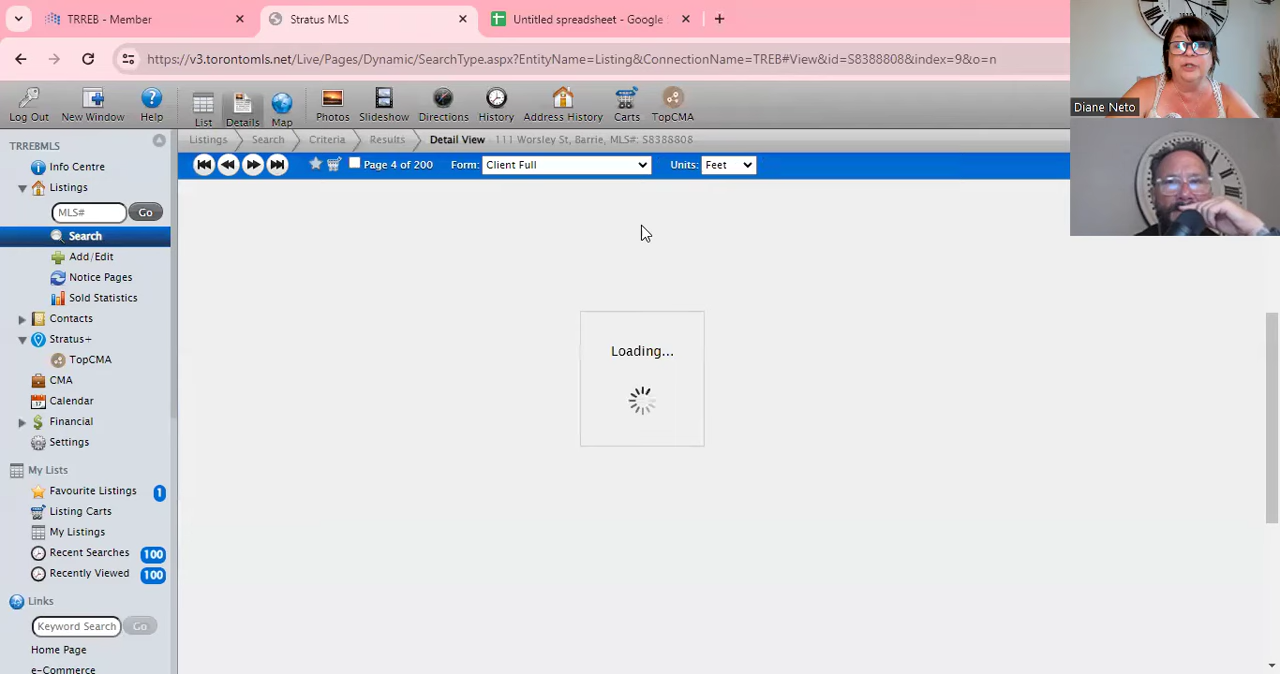 TRREB - Member
Stratus MLS
Untitled spreadsheet - Google
https://v3.torontomls.net/Live/Pages/Dynamic/SearchType.aspx?EntityName=Listing&ConnectionName=TREB#View&id=S8388808&index=9&o=n
Log Out New Window Help List Details Map Photos Slideshow Directions History Address History Carts TopCMA
TRREBMLS
Listings Search Criteria Results Detail View - 111 Worsley St, Barrie, MLS#: S8388808
Page 4 of 200 Form: Client Full Units: Feet
Info Centre
Listings
MLS# Go
Search
Add/Edit
Notice Pages
Sold Statistics
Contacts
Stratus+
TopCMA
CMA
Calendar
Financial
Settings
My Lists
Favourite Listings 1
Listing Carts
My Listings
Recent Searches 100
Recently Viewed 100
Links
Keyword Search Go
Home Page
e-Commerce
Loading...
Diane Neto